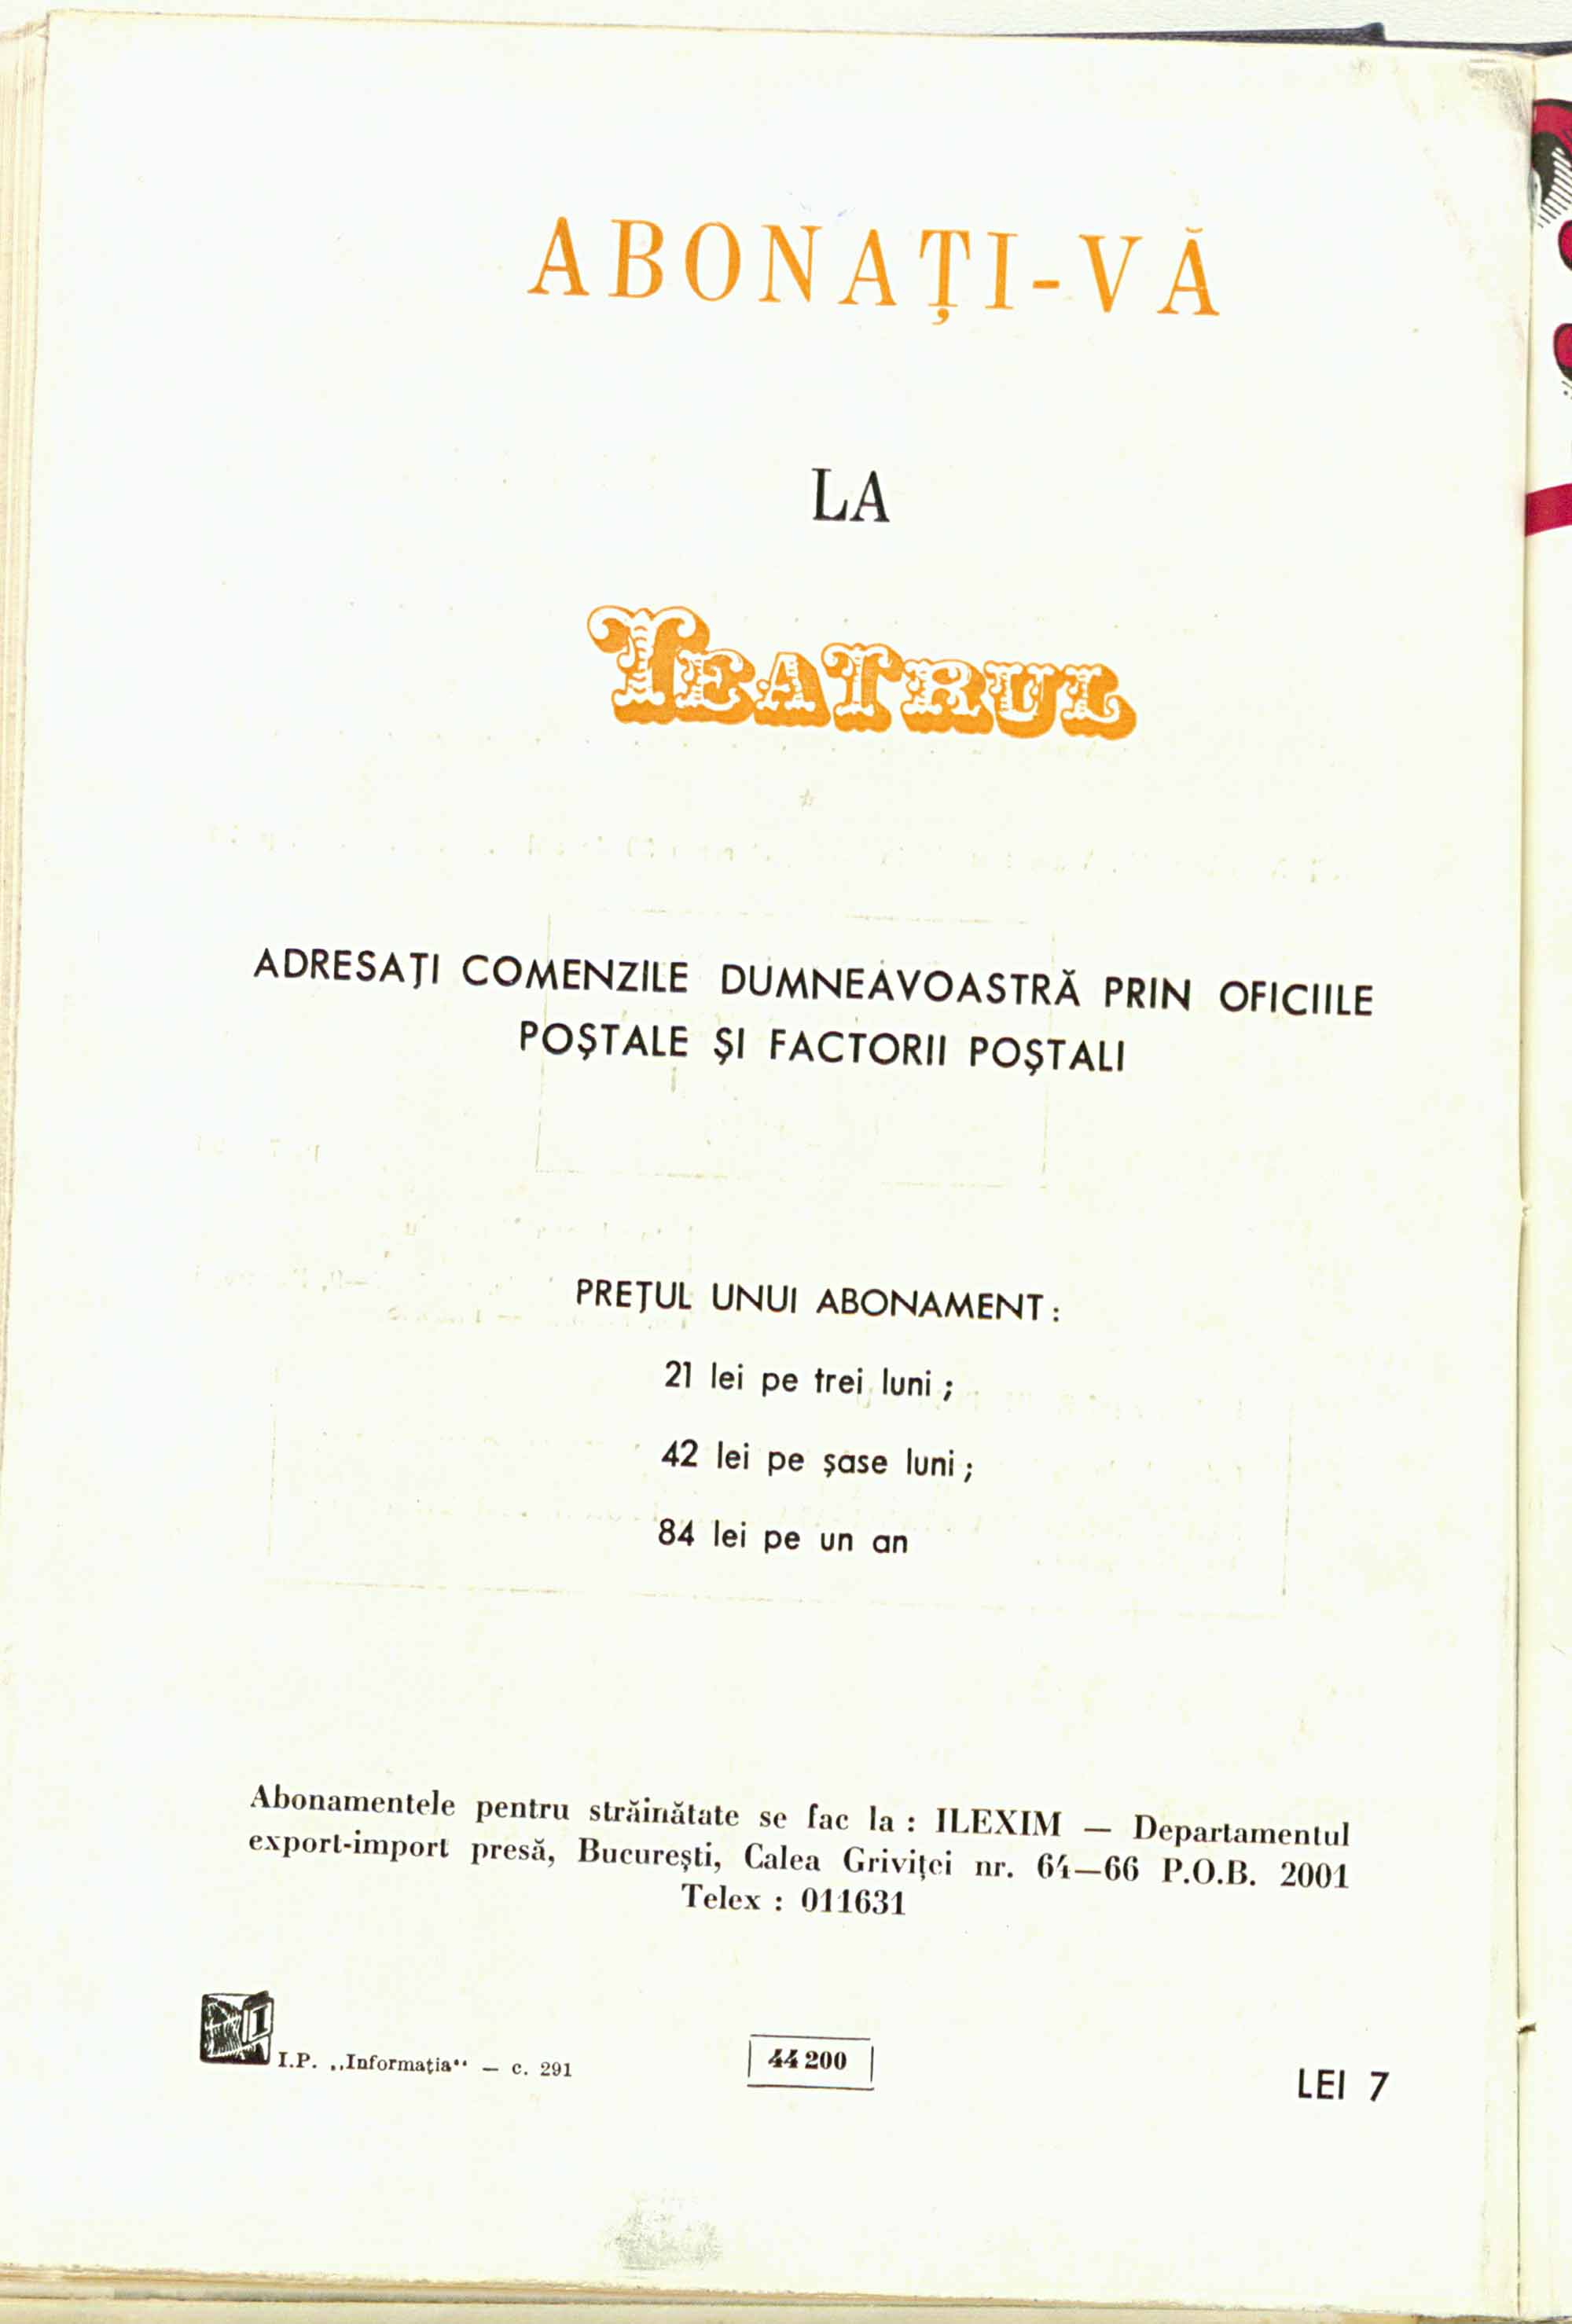 ABONAȚI-VĂ
LA
TEATRUL
ADRESAȚI COMENZILE DUMNEAVOASTRĂ PRIN OFICIILE
POȘTALE ȘI FACTORII POȘTALI
PREȚUL UNUI ABONAMENT :
21 lei pe trei luni ;
42 lei pe șase luni ;
84 lei pe un an
Abonamentele pentru străinătate se fac la : ILEXIM — Departamentul
export-import presă, București, Calea Griviței nr. 64—66 P.O.B. 2001
Telex : 011631
I.P. „Informația“ — c. 291
44 200
LEI 7